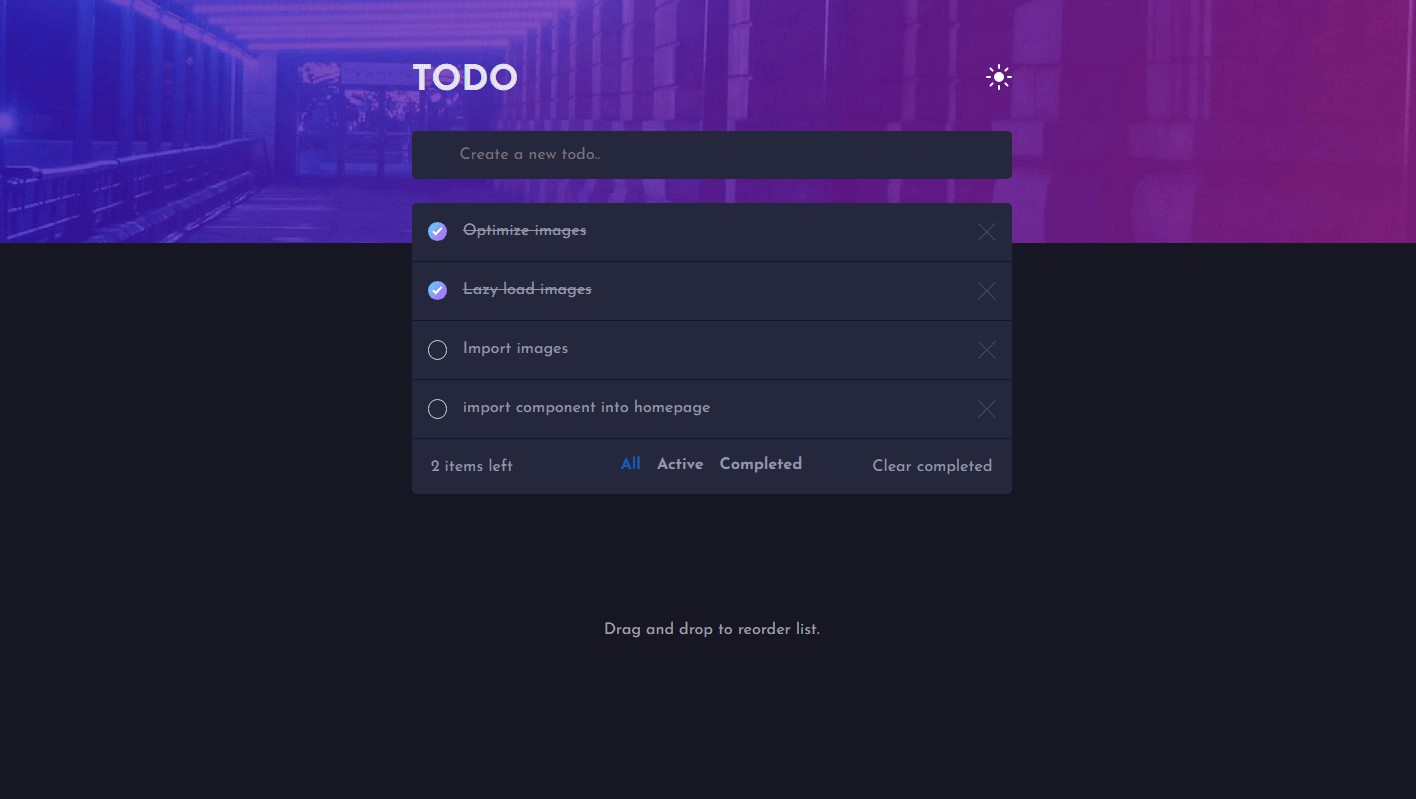 TODO
Create a new todo..
Optimize images
Lazy load images
Import images
import component into homepage
2 items left All Active Completed Clear completed
Drag and drop to reorder list.